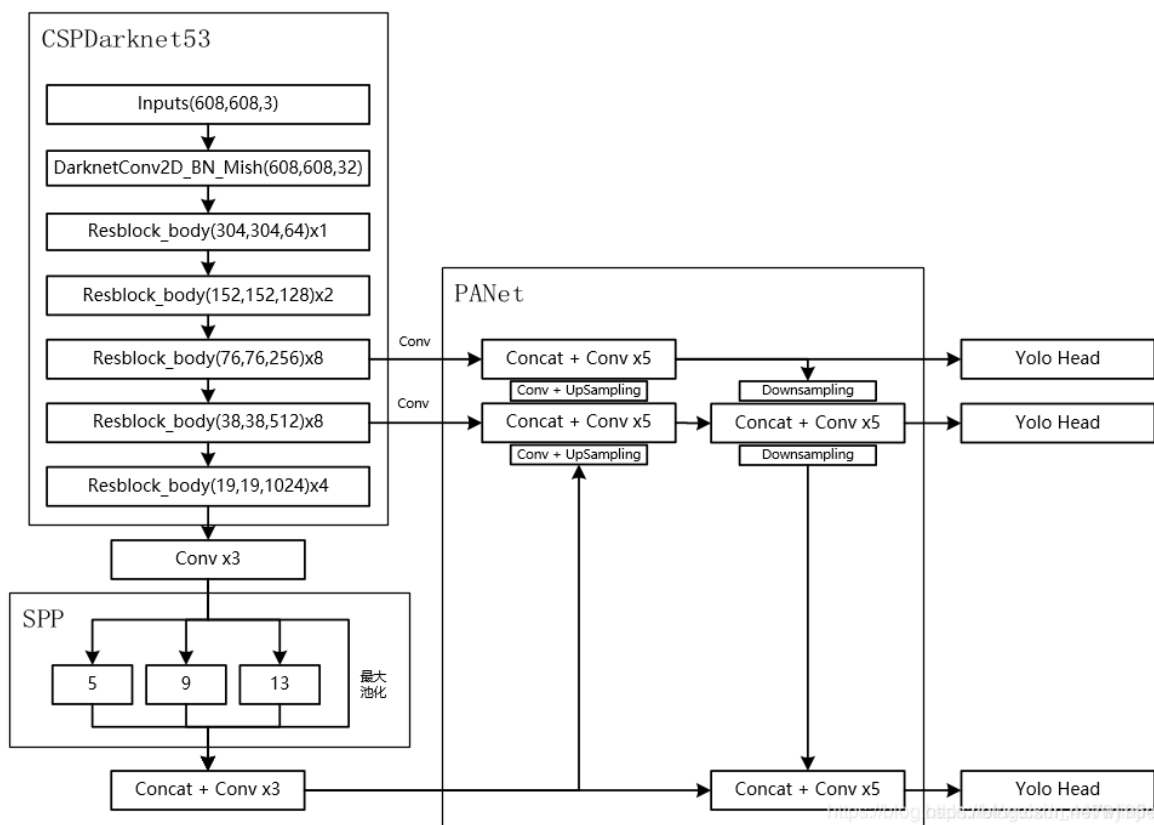 CSPDarknet53
Inputs(608,608,3)
DarknetConv2D_BN_Mish(608,608,32)
Resblock_body(304,304,64)x1
Resblock_body(152,152,128)x2
Resblock_body(76,76,256)x8
Resblock_body(38,38,512)x8
Resblock_body(19,19,1024)x4
Conv x3
SPP
5
9
13
最大
池化
Concat + Conv x3
Conv
Conv
PANet
Concat + Conv x5
Conv + UpSampling
Concat + Conv x5
Conv + UpSampling
Downsampling
Concat + Conv x5
Downsampling
Concat + Conv x5
Yolo Head
Yolo Head
Yolo Head